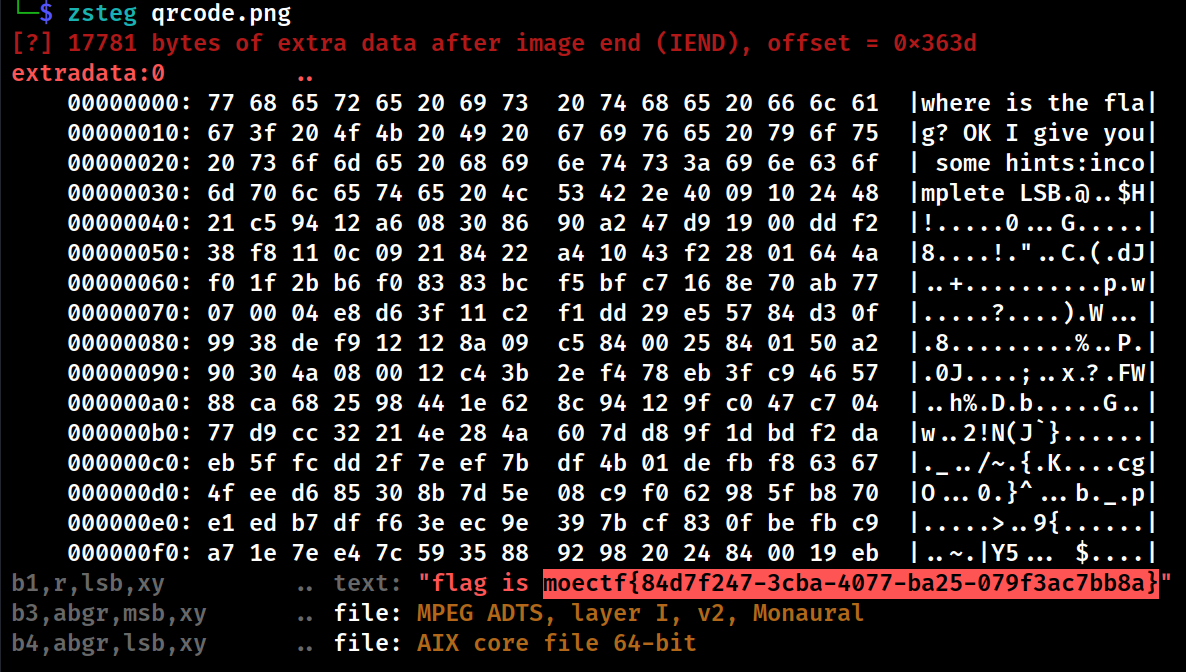 └─$ zsteg qrcode.png
[?] 17781 bytes of extra data after image end (IEND), offset = 0×363d
extradata:0 ..
00000000: 77 68 65 72 65 20 69 73 20 74 68 65 20 66 6c 61 |where is the fla|
00000010: 67 3f 20 4f 4b 20 49 20 67 69 76 65 20 79 6f 75 |g? OK I give you|
00000020: 20 73 6f 6d 65 20 68 69 6e 74 73 3a 69 6e 63 6f | some hints:inco|
00000030: 6d 70 6c 65 74 65 20 4c 53 42 2e 40 09 10 24 48 |mplete LSB.@..$H|
00000040: 21 c5 94 12 a6 08 30 86 90 a2 47 d9 19 00 dd f2 |!.....0...G.....|
00000050: 38 f8 11 0c 09 21 84 22 a4 10 43 f2 28 01 64 4a |8....!."..C.(.dJ|
00000060: f0 1f 2b b6 f0 83 83 bc f5 bf c7 16 8e 70 ab 77 |..+..........p.w|
00000070: 07 00 04 e8 d6 3f 11 c2 f1 dd 29 e5 57 84 d3 0f |.....?....).W...|
00000080: 99 38 de f9 12 12 8a 09 c5 84 00 25 84 01 50 a2 |.8.........%..P.|
00000090: 90 30 4a 08 00 12 c4 3b 2e f4 78 eb 3f c9 46 57 |.0J....;..x.?.FW|
000000a0: 88 ca 68 25 98 44 1e 62 8c 94 12 9f c0 47 c7 04 |..h%.D.b.....G..|
000000b0: 77 d9 cc 32 21 4e 28 4a 60 7d d8 9f 1d bd f2 da |w..2!N(J`}......|
000000c0: eb 5f fc dd 2f 7e ef 7b df 4b 01 de fb f8 63 67 |._../~.{.K....cg|
000000d0: 4f ee d6 85 30 8b 7d 5e 08 c9 f0 62 98 5f b8 70 |O...0.}^...b._.p|
000000e0: e1 ed b7 df f6 3e ec 9e 39 7b cf 83 0f be fb c9 |.....>..9{......|
000000f0: a7 1e 7e e4 7c 59 35 88 92 98 20 24 84 00 19 eb |..~.|Y5... $....|
b1,r,lsb,xy .. text: "flag is moectf{84d7f247-3cba-4077-ba25-079f3ac7bb8a}"
b3,abgr,msb,xy .. file: MPEG ADTS, layer I, v2, Monaural
b4,abgr,lsb,xy .. file: AIX core file 64-bit